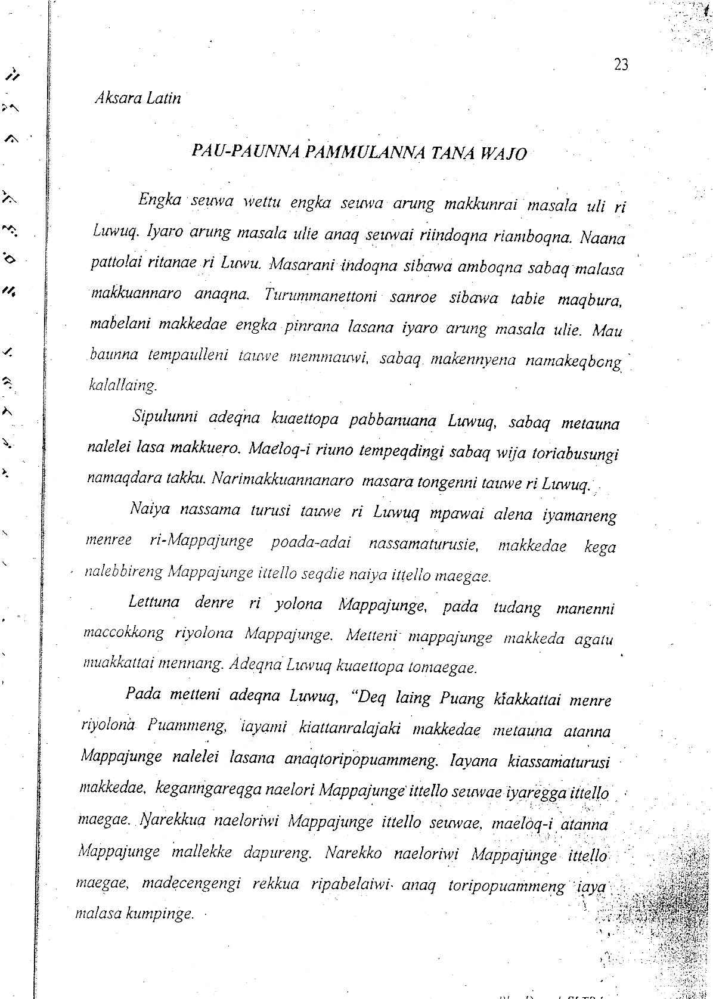 23
Aksara Latin
PAU-PAUNNA PAMMULANNA TANA WAJO
Engka seuwa wettu engka seuwa arung makkunrai masala uli ri
Luwuq. Iyaro arung masala ulie anaq seuwai riindoqna riamboqna. Naana
pattolai ritanae ri Luwu. Masarani indoqna sibawa amboqna sabaq malasa
makkuannaro anaqna. Turummanettoni sanroe sibawa tabie maqbura,
mabelani makkedae engka pinrana lasana iyaro arung masala ulie. Mau
baunna tempaulleni tauwe memmauwi, sabaq makennyena namakeqbong
kalallaing.
Sipulunni adeqna kuaettopa pabbanuana Luwuq, sabaq metauna
nalelei lasa makkuero. Maeloq-i riuno tempeqdingi sabaq wija toriabusungi
namaqdara takku. Narimakkuannanaro masara tongenni tauwe ri Luwuq.
Naiya nassama turusi tauwe ri Luwuq mpawai alena iyamaneng
menree ri-Mappajunge poada-adai nassamaturusie, makkedae kega
nalebbireng Mappajunge ittello seqdie naiya ittello maegae.
Lettuna denre ri yolona Mappajunge, pada tudang manenni
maccokkong riyolona Mappajunge. Metteni mappajunge makkeda agatu
muakkattai mennang. Adeqna Luwuq kuaettopa tomaegae.
Pada metteni adeqna Luwuq, “Deq laing Puang kiakkattai menre
riyolona Puammeng, iayami kiattanralajaki makkedae metauna atanna
Mappajunge nalelei lasana anaqtoripopuammeng. Iayana kiassamaturusi
makkedae, keganngareqga naelori Mappajunge ittello seuwae iyaregga ittello
maegae. Narekkua naeloriwi Mappajunge ittello seuwae, maeloq-i atanna
Mappajunge mallekke dapureng. Narekko naeloriwi Mappajunge ittello
maegae, madecengengi rekkua ripabelaiwi anaq toripopuammeng iaya
malasa kumpinge.